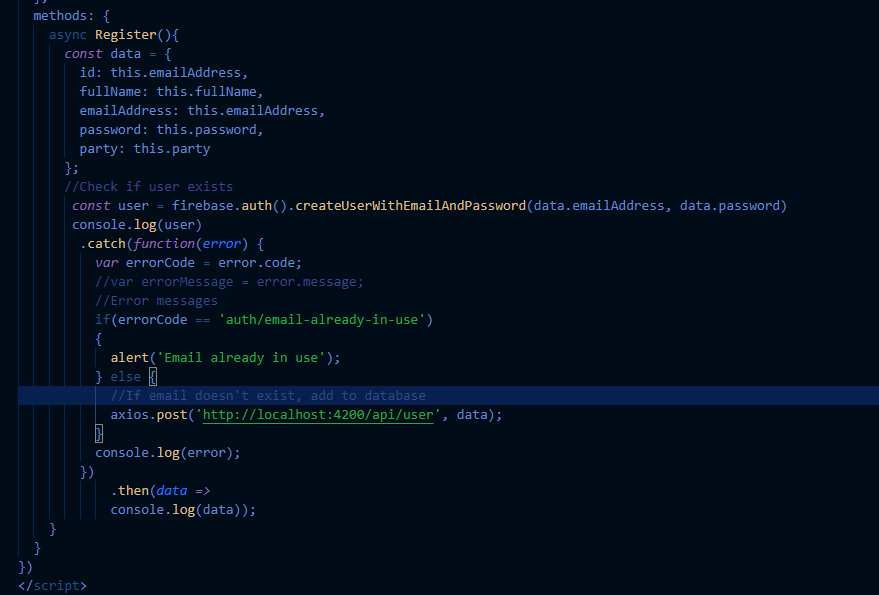 },
methods: {
async Register(){
const data = {
id: this.emailAddress,
fullName: this.fullName,
emailAddress: this.emailAddress,
password: this.password,
party: this.party
};
//Check if user exists
const user = firebase.auth().createUserWithEmailAndPassword(data.emailAddress, data.password)
console.log(user)
.catch(function(error) {
var errorCode = error.code;
//var errorMessage = error.message;
//Error messages
if(errorCode == 'auth/email-already-in-use')
{
alert('Email already in use');
} else {
//If email doesn't exist, add to database
axios.post('http://localhost:4200/api/user', data);
}
console.log(error);
})
.then(data =>
console.log(data));
}
}
})
</script>